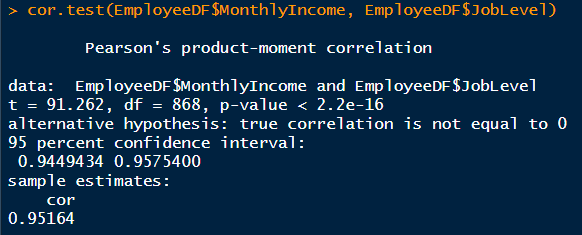 > cor.test(EmployeeDF$MonthlyIncome, EmployeeDF$JobLevel)
Pearson's product-moment correlation
data:  EmployeeDF$MonthlyIncome and EmployeeDF$JobLevel
t = 91.262, df = 868, p-value < 2.2e-16
alternative hypothesis: true correlation is not equal to 0
95 percent confidence interval:
 0.9449434 0.9575400
sample estimates:
    cor
0.95164